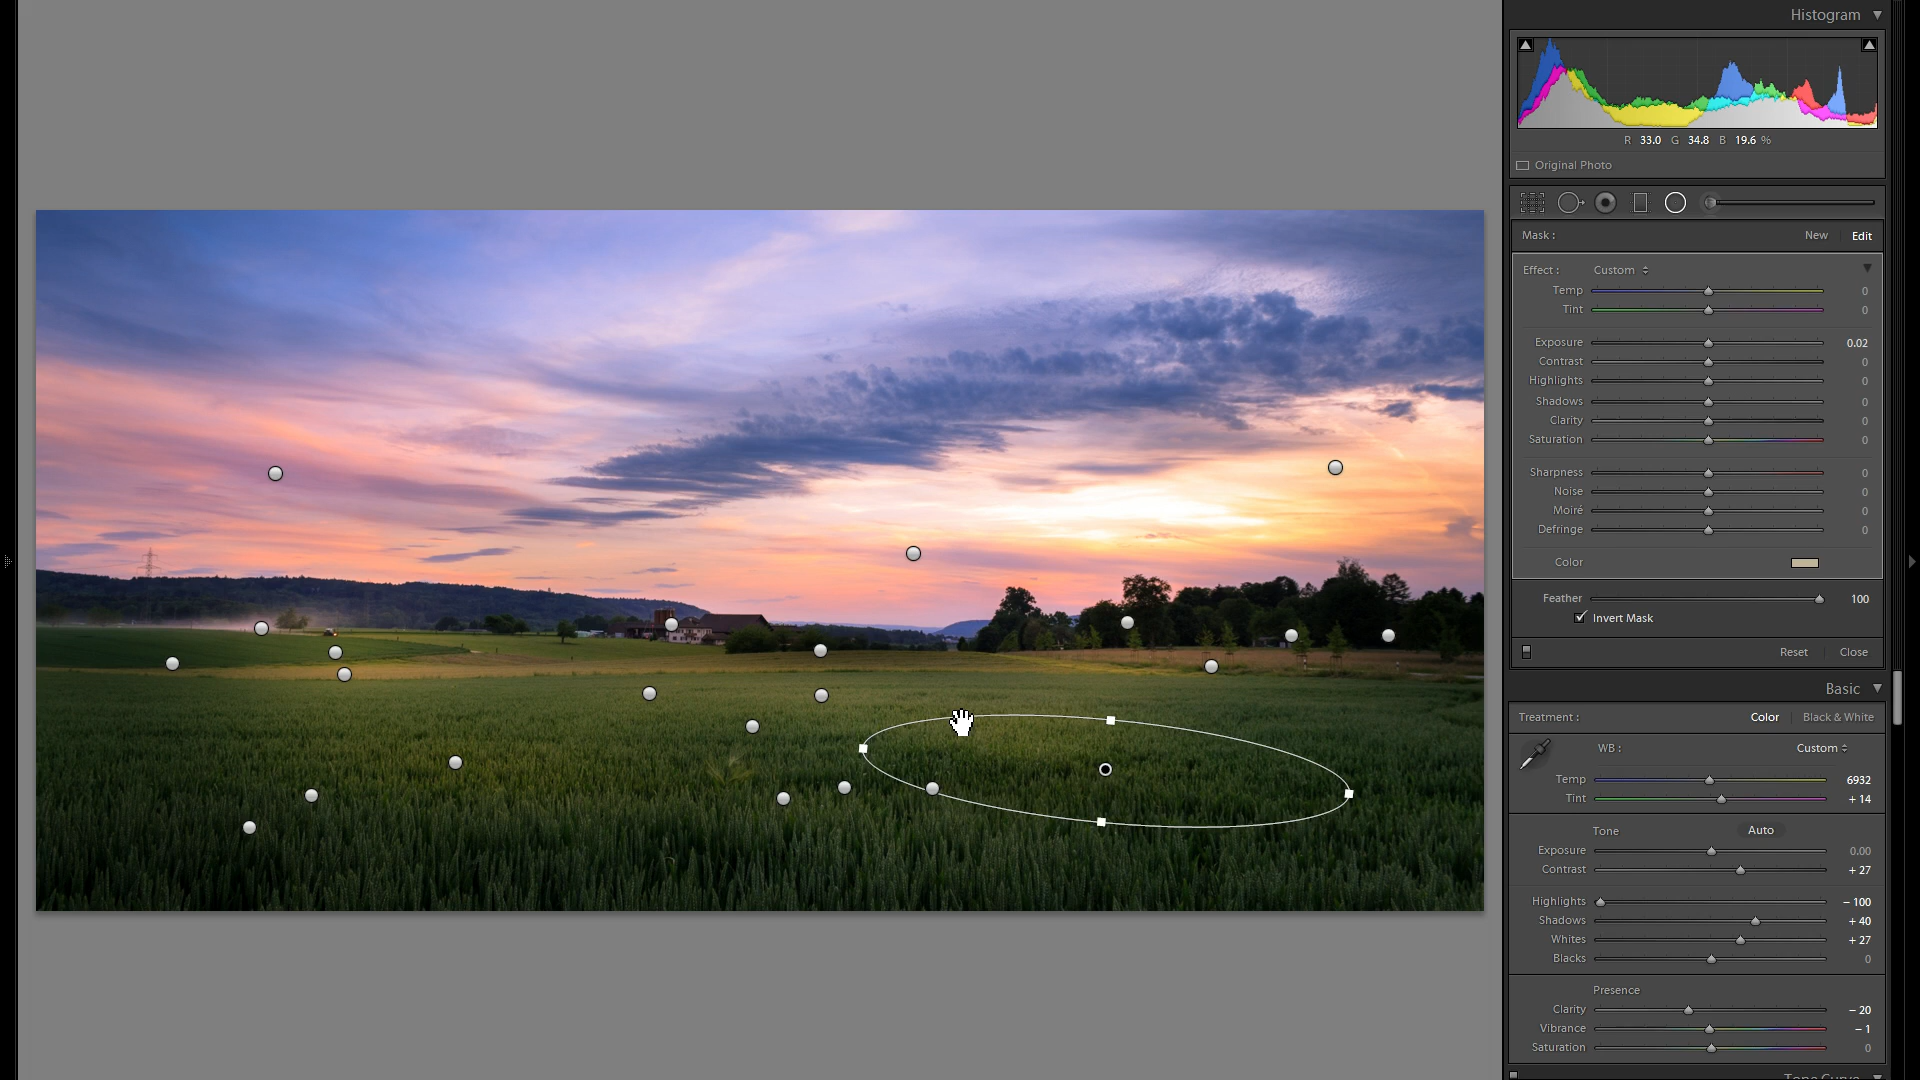 Histogram
R 33.0 G 34.8 B 19.6 %
Original Photo
Mask : New Edit
Effect : Custom
Temp 0
Tint 0
Exposure 0.02
Contrast 0
Highlights 0
Shadows 0
Clarity 0
Saturation 0
Sharpness 0
Noise 0
Moiré 0
Defringe 0
Color
Feather 100
Invert Mask
Reset Close
Basic
Treatment : Color Black & White
WB : Custom
Temp 6932
Tint + 14
Tone Auto
Exposure 0.00
Contrast + 27
Highlights − 100
Shadows + 40
Whites + 27
Blacks 0
Presence
Clarity − 20
Vibrance − 1
Saturation 0
Tone Curve